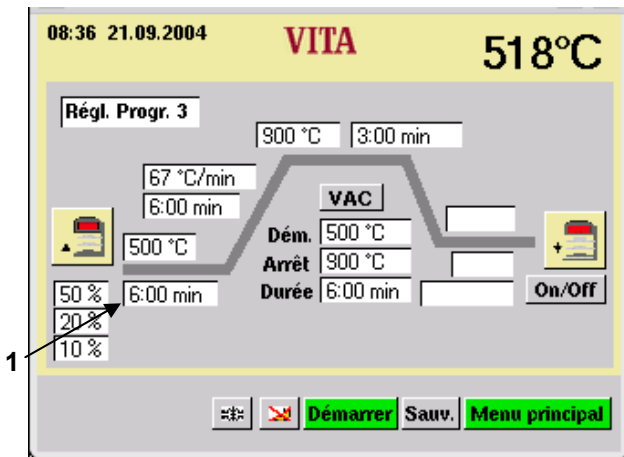 08:36 21.09.2004 VITA 518°C
Régl. Progr. 3
900 °C 3:00 min
67 °C/min
6:00 min
VAC
500 °C
Dém. 500 °C
Arrêt 900 °C
50 % 6:00 min Durée 6:00 min On/Off
20 %
10 %
1
Démarrer Sauv. Menu principal